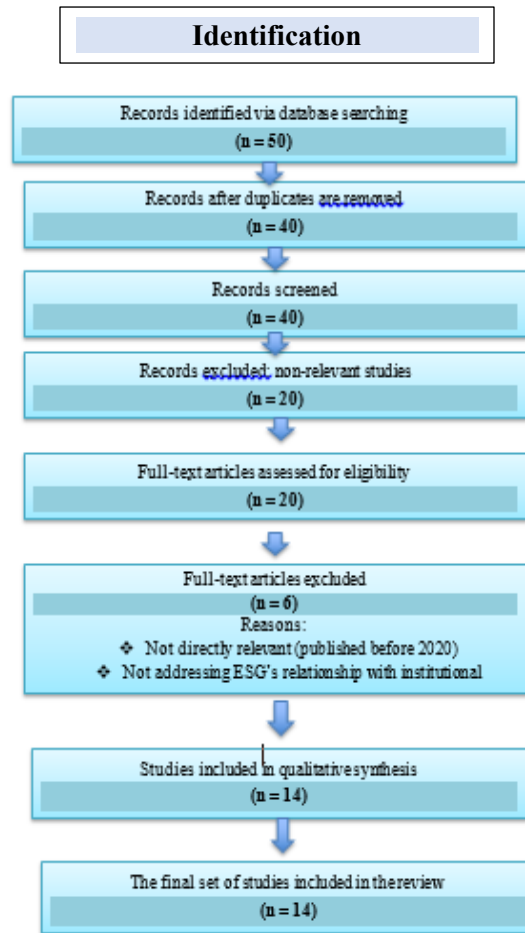 Identification
Records identified via database searching
(n = 50)
Records after duplicates are removed
(n = 40)
Records screened
(n = 40)
Records excluded; non-relevant studies
(n = 20)
Full-text articles assessed for eligibility
(n = 20)
Full-text articles excluded
(n = 6)
Reasons:
❖ Not directly relevant (published before 2020)
❖ Not addressing ESG's relationship with institutional
Studies included in qualitative synthesis
(n = 14)
The final set of studies included in the review
(n = 14)